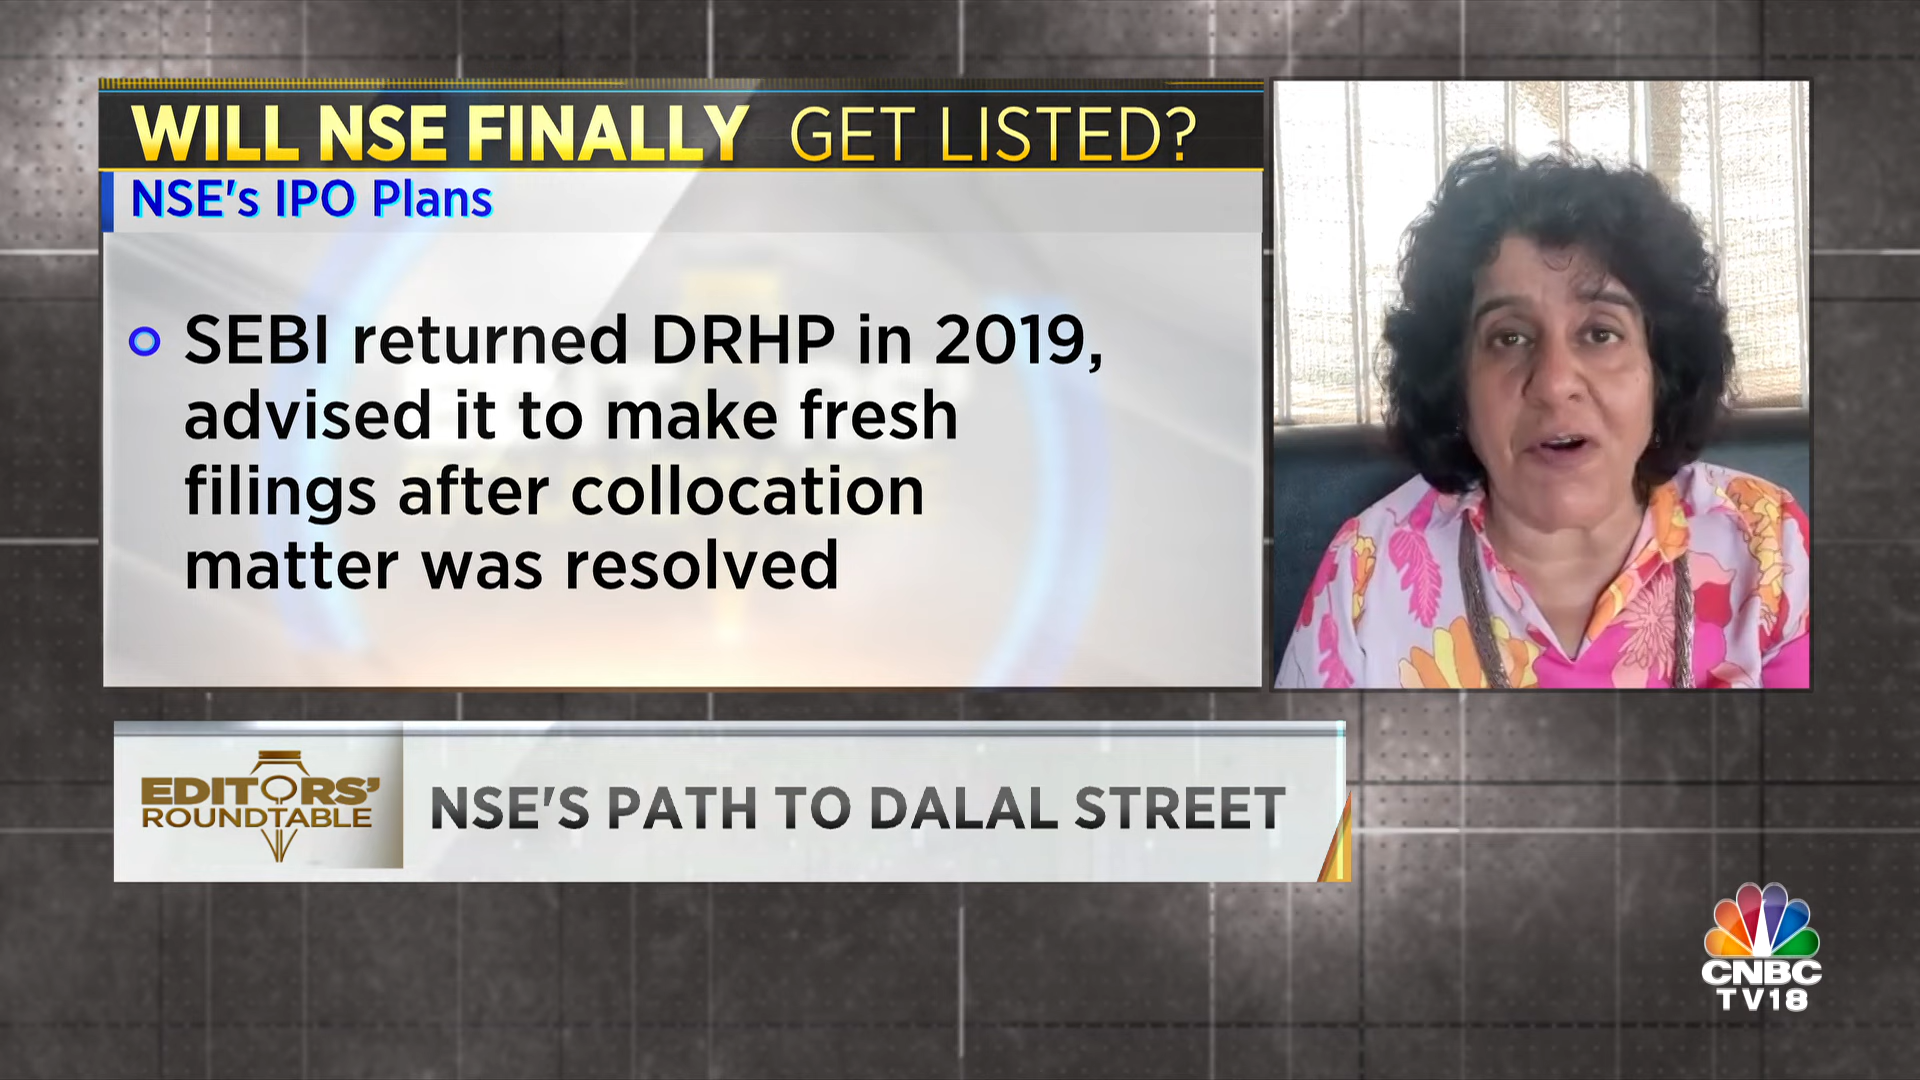 WILL NSE FINALLY GET LISTED?
NSE's IPO Plans
SEBI returned DRHP in 2019,
advised it to make fresh
filings after collocation
matter was resolved
EDITORS'
ROUNDTABLE
NSE'S PATH TO DALAL STREET
CNBC
TV18